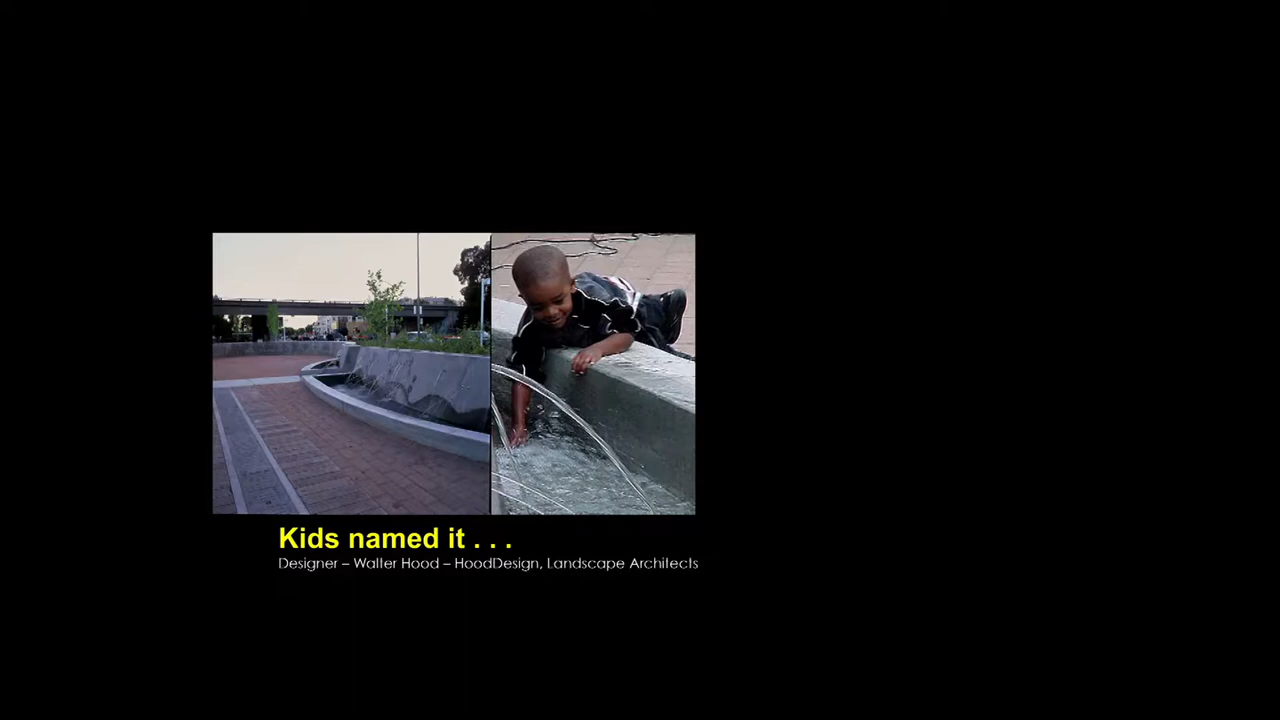 Kids named it . . .
Designer – Walter Hood – HoodDesign, Landscape Architects